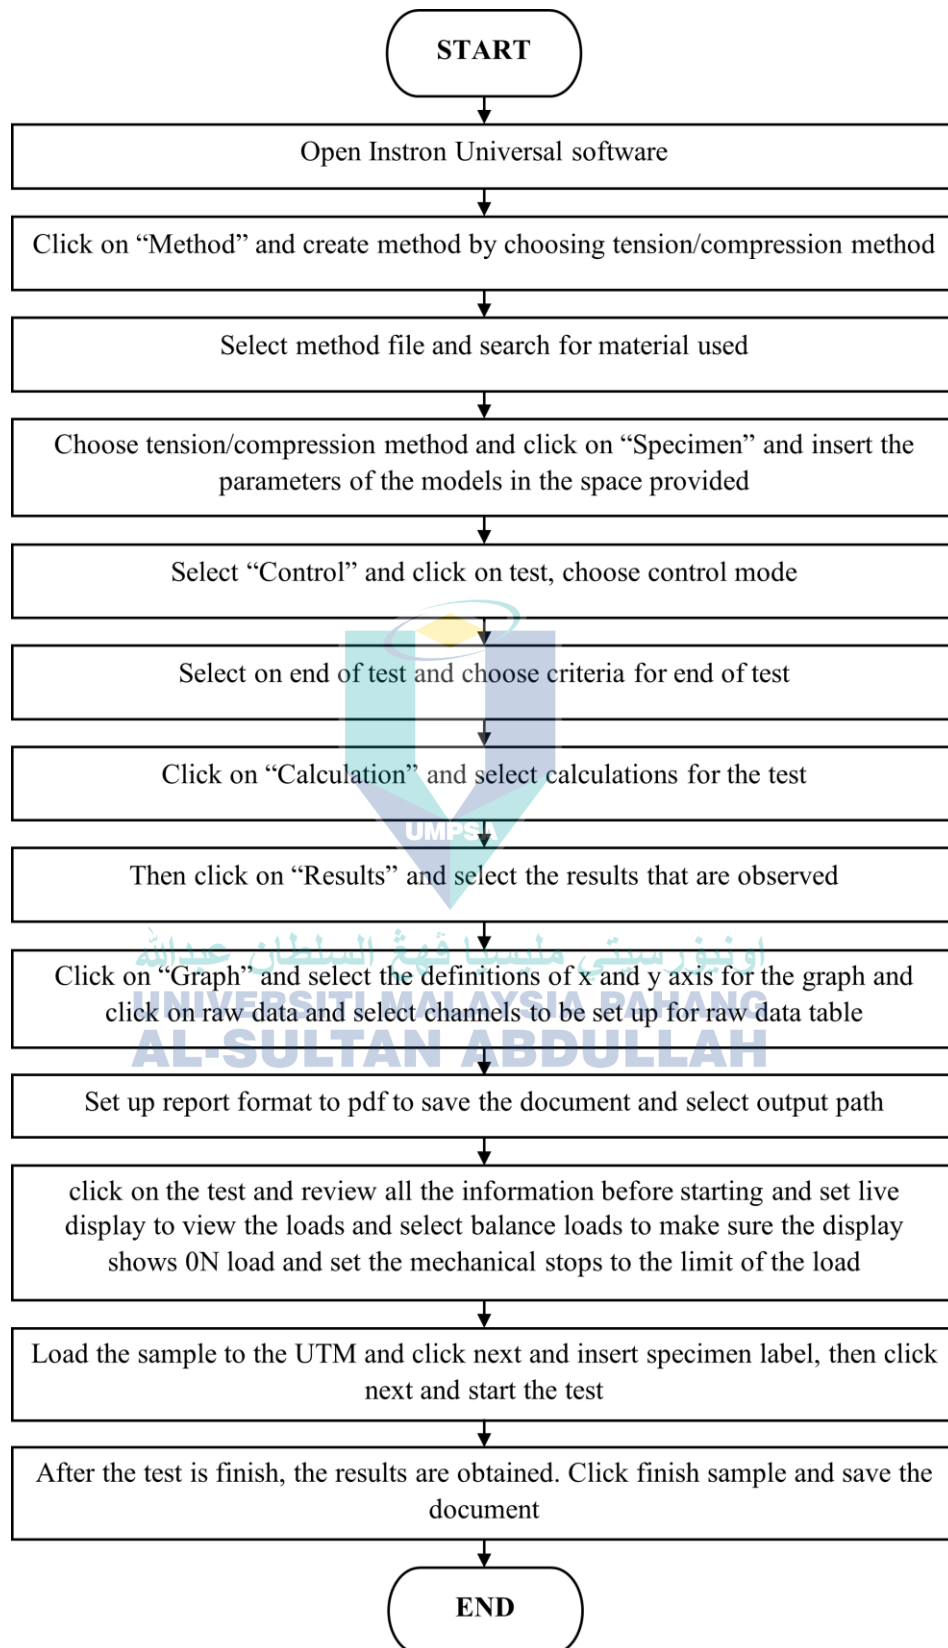 START
Open Instron Universal software
Click on “Method” and create method by choosing tension/compression method
Select method file and search for material used
Choose tension/compression method and click on “Specimen” and insert the
parameters of the models in the space provided
Select “Control” and click on test, choose control mode
Select on end of test and choose criteria for end of test
Click on “Calculation” and select calculations for the test
UMPSA
Then click on “Results” and select the results that are observed
اونيۏرسيتي مليسيا ڤهڠ السلطان عبدالله
Click on “Graph” and select the definitions of x and y axis for the graph and
UNIVERSITI MALAYSIA PAHANG
click on raw data and select channels to be set up for raw data table
AL-SULTAN ABDULLAH
Set up report format to pdf to save the document and select output path
click on the test and review all the information before starting and set live
display to view the loads and select balance loads to make sure the display
shows 0N load and set the mechanical stops to the limit of the load
Load the sample to the UTM and click next and insert specimen label, then click
next and start the test
After the test is finish, the results are obtained. Click finish sample and save the
document
END